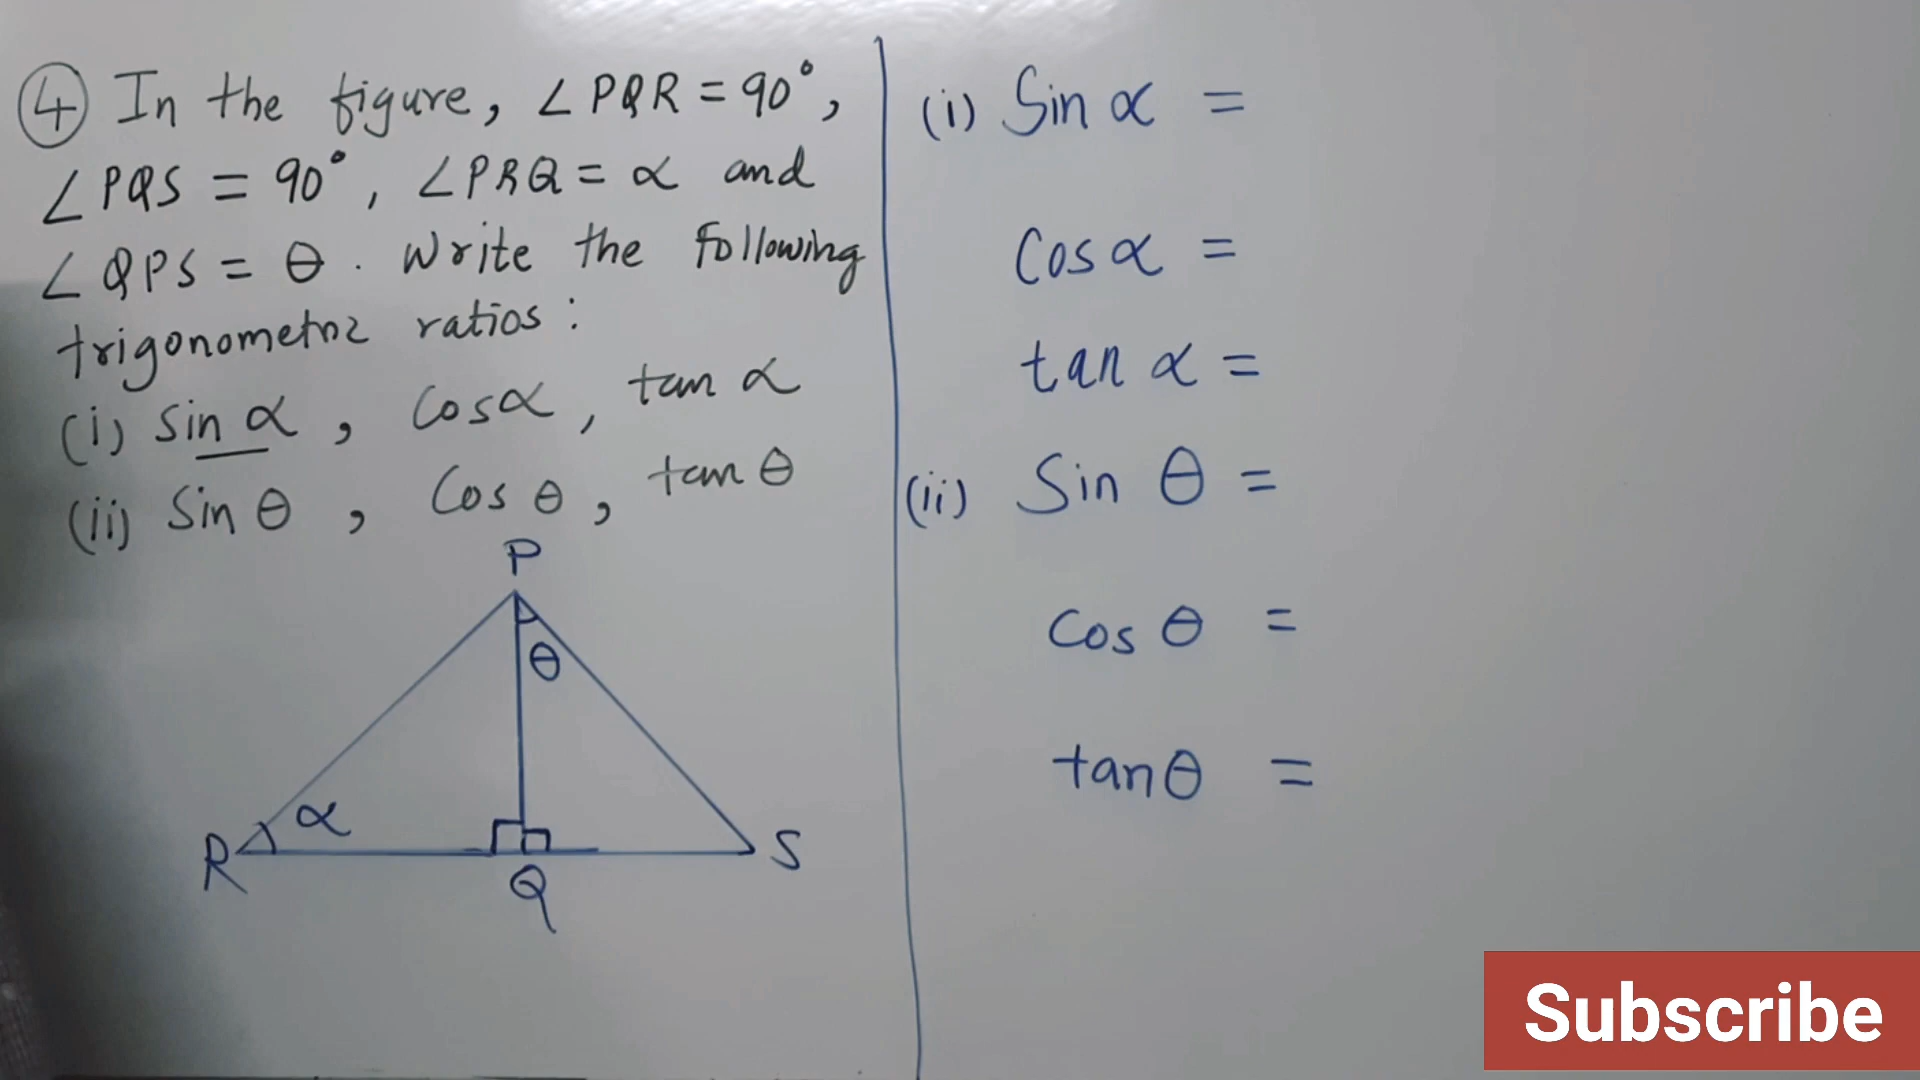 ④ In the figure, ∠PQR = 90°,
∠PQS = 90°, ∠PRQ = α and
∠QPS = θ. Write the following
trigonometric ratios :
(i) sin α, Cosα, tan α
(ii) Sin θ, Cos θ, tan θ
P
θ
α
R
Q
S
(i) Sin α =
Cosα =
tan α =
(ii) Sin θ =
Cos θ =
tanθ =
Subscribe